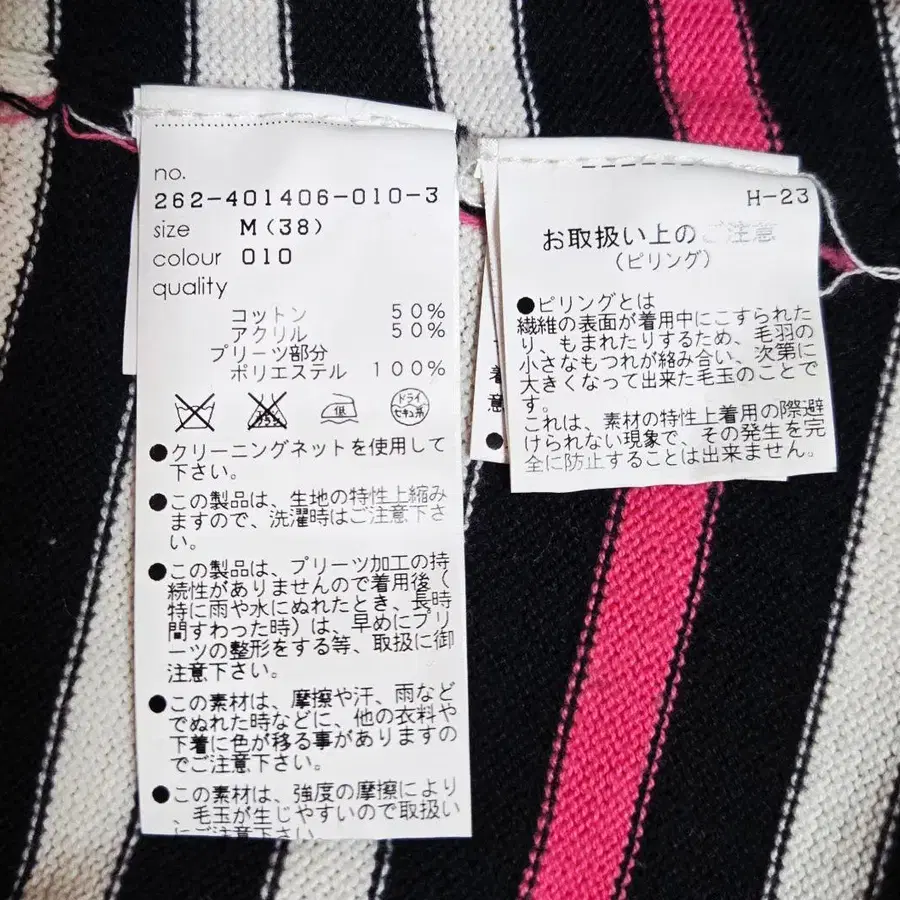 no.
262-401406-010-3
size M(38)
colour 010
quality
コットン 50%
アクリル 50%
プリーツ部分
ポリエステル 100%
低
ドライ
セキユ系
●クリーニングネットを使用して
下さい。
●この製品は、生地の特性上縮み
ますので、洗濯時はご注意下さ
い。
●この製品は、プリーツ加工の持
続性がありませんので着用後(
特に雨や水にぬれたとき、長時
間すわった時)は、早めにプリ
ーツの整形をする等、取扱に御
注意下さい。
●この素材は、摩擦や汗、雨など
でぬれた時などに、他の衣料や
下着に色が移る事がありますの
でご注意下さい。
●この素材は、強度の摩擦により
、毛玉が生じやすいので取扱い
にご注意下さい。
H-23
お取扱い上のご注意
(ピリング)
●ピリングとは
繊維の表面が着用中にこすられた
り、もまれたりするため、毛羽の
小さなもつれが絡み合い、次第に
大きくなって出来た毛玉のことで
す。
これは、素材の特性上着用の際避
けられない現象で、その発生を完
全に防止することは出来ません。
着
意
●